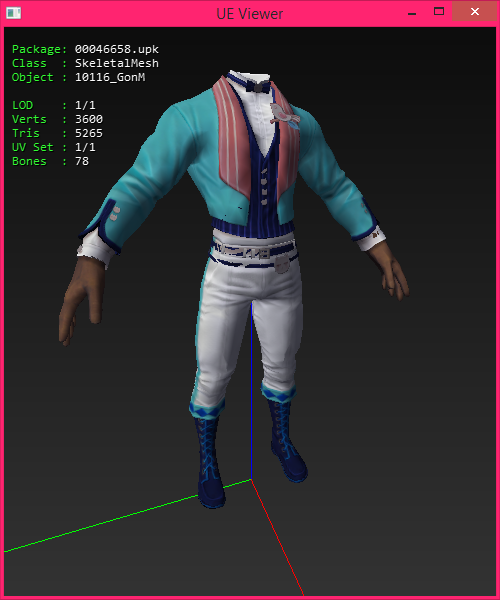 UE Viewer
Package: 00046658.upk
Class : SkeletalMesh
Object : 10116_GonM
LOD : 1/1
Verts : 3600
Tris : 5265
UV Set : 1/1
Bones : 78